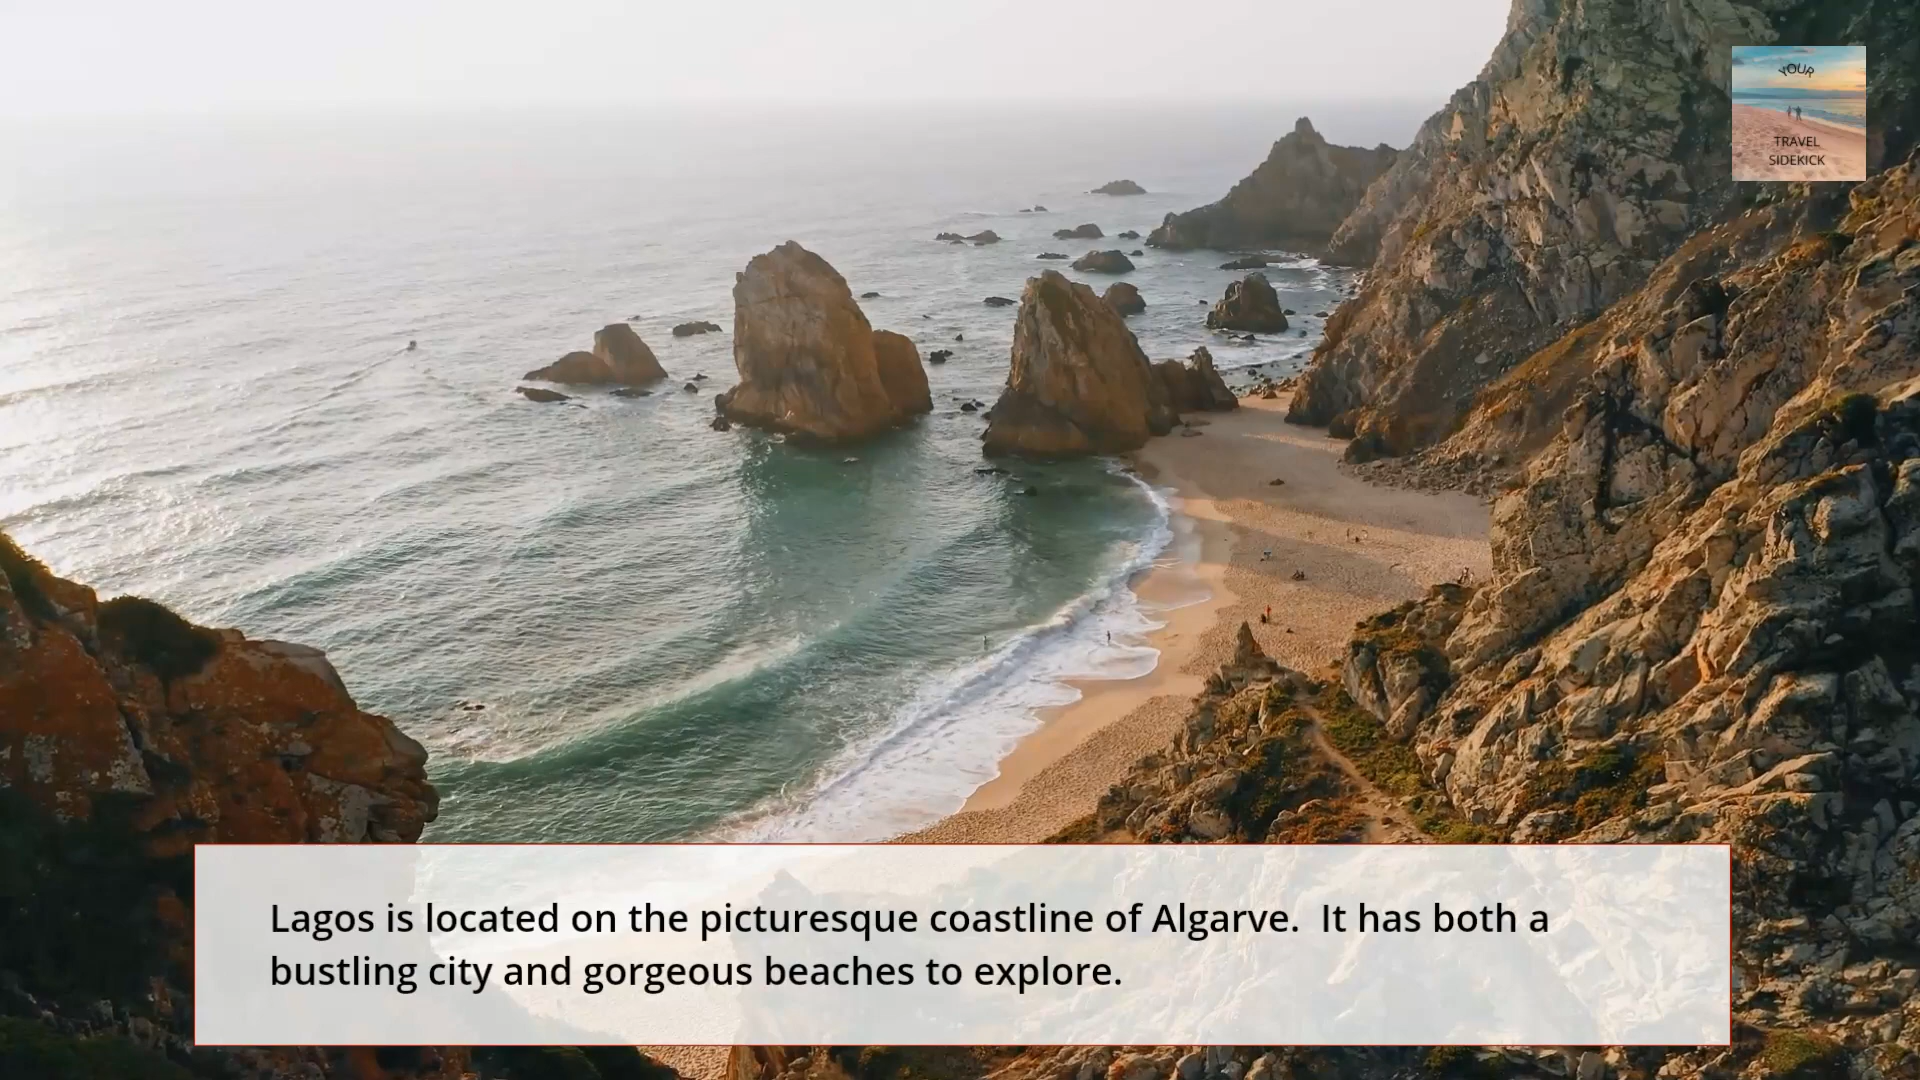 YOUR
TRAVEL
SIDEKICK
Lagos is located on the picturesque coastline of Algarve.  It has both a
bustling city and gorgeous beaches to explore.